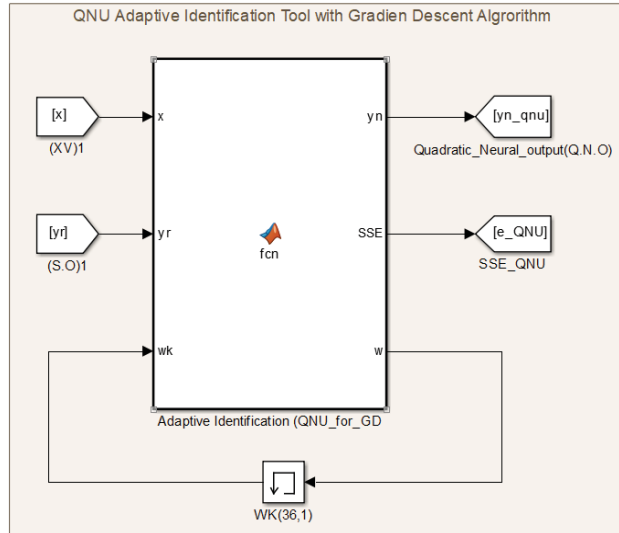 QNU Adaptive Identification Tool with Gradien Descent Algrorithm
[x]
(XV)1
x
yn
[yn_qnu]
Quadratic_Neural_output(Q.N.O)
[yr]
(S.O)1
yr
fcn
SSE
[e_QNU]
SSE_QNU
wk
w
Adaptive Identification (QNU_for_GD
WK(36,1)